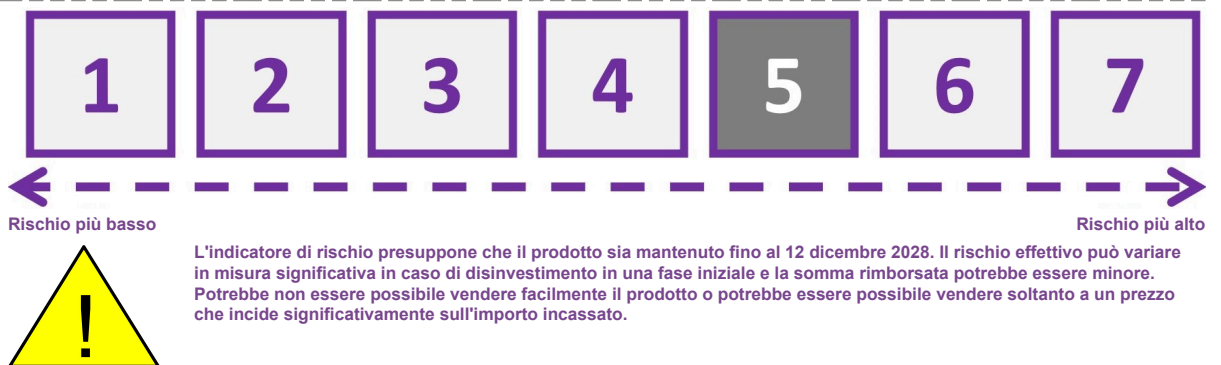 1 2 3 4 5 6 7
Rischio più basso Rischio più alto
L'indicatore di rischio presuppone che il prodotto sia mantenuto fino al 12 dicembre 2028. Il rischio effettivo può variare
in misura significativa in caso di disinvestimento in una fase iniziale e la somma rimborsata potrebbe essere minore.
Potrebbe non essere possibile vendere facilmente il prodotto o potrebbe essere possibile vendere soltanto a un prezzo
che incide significativamente sull'importo incassato.
!